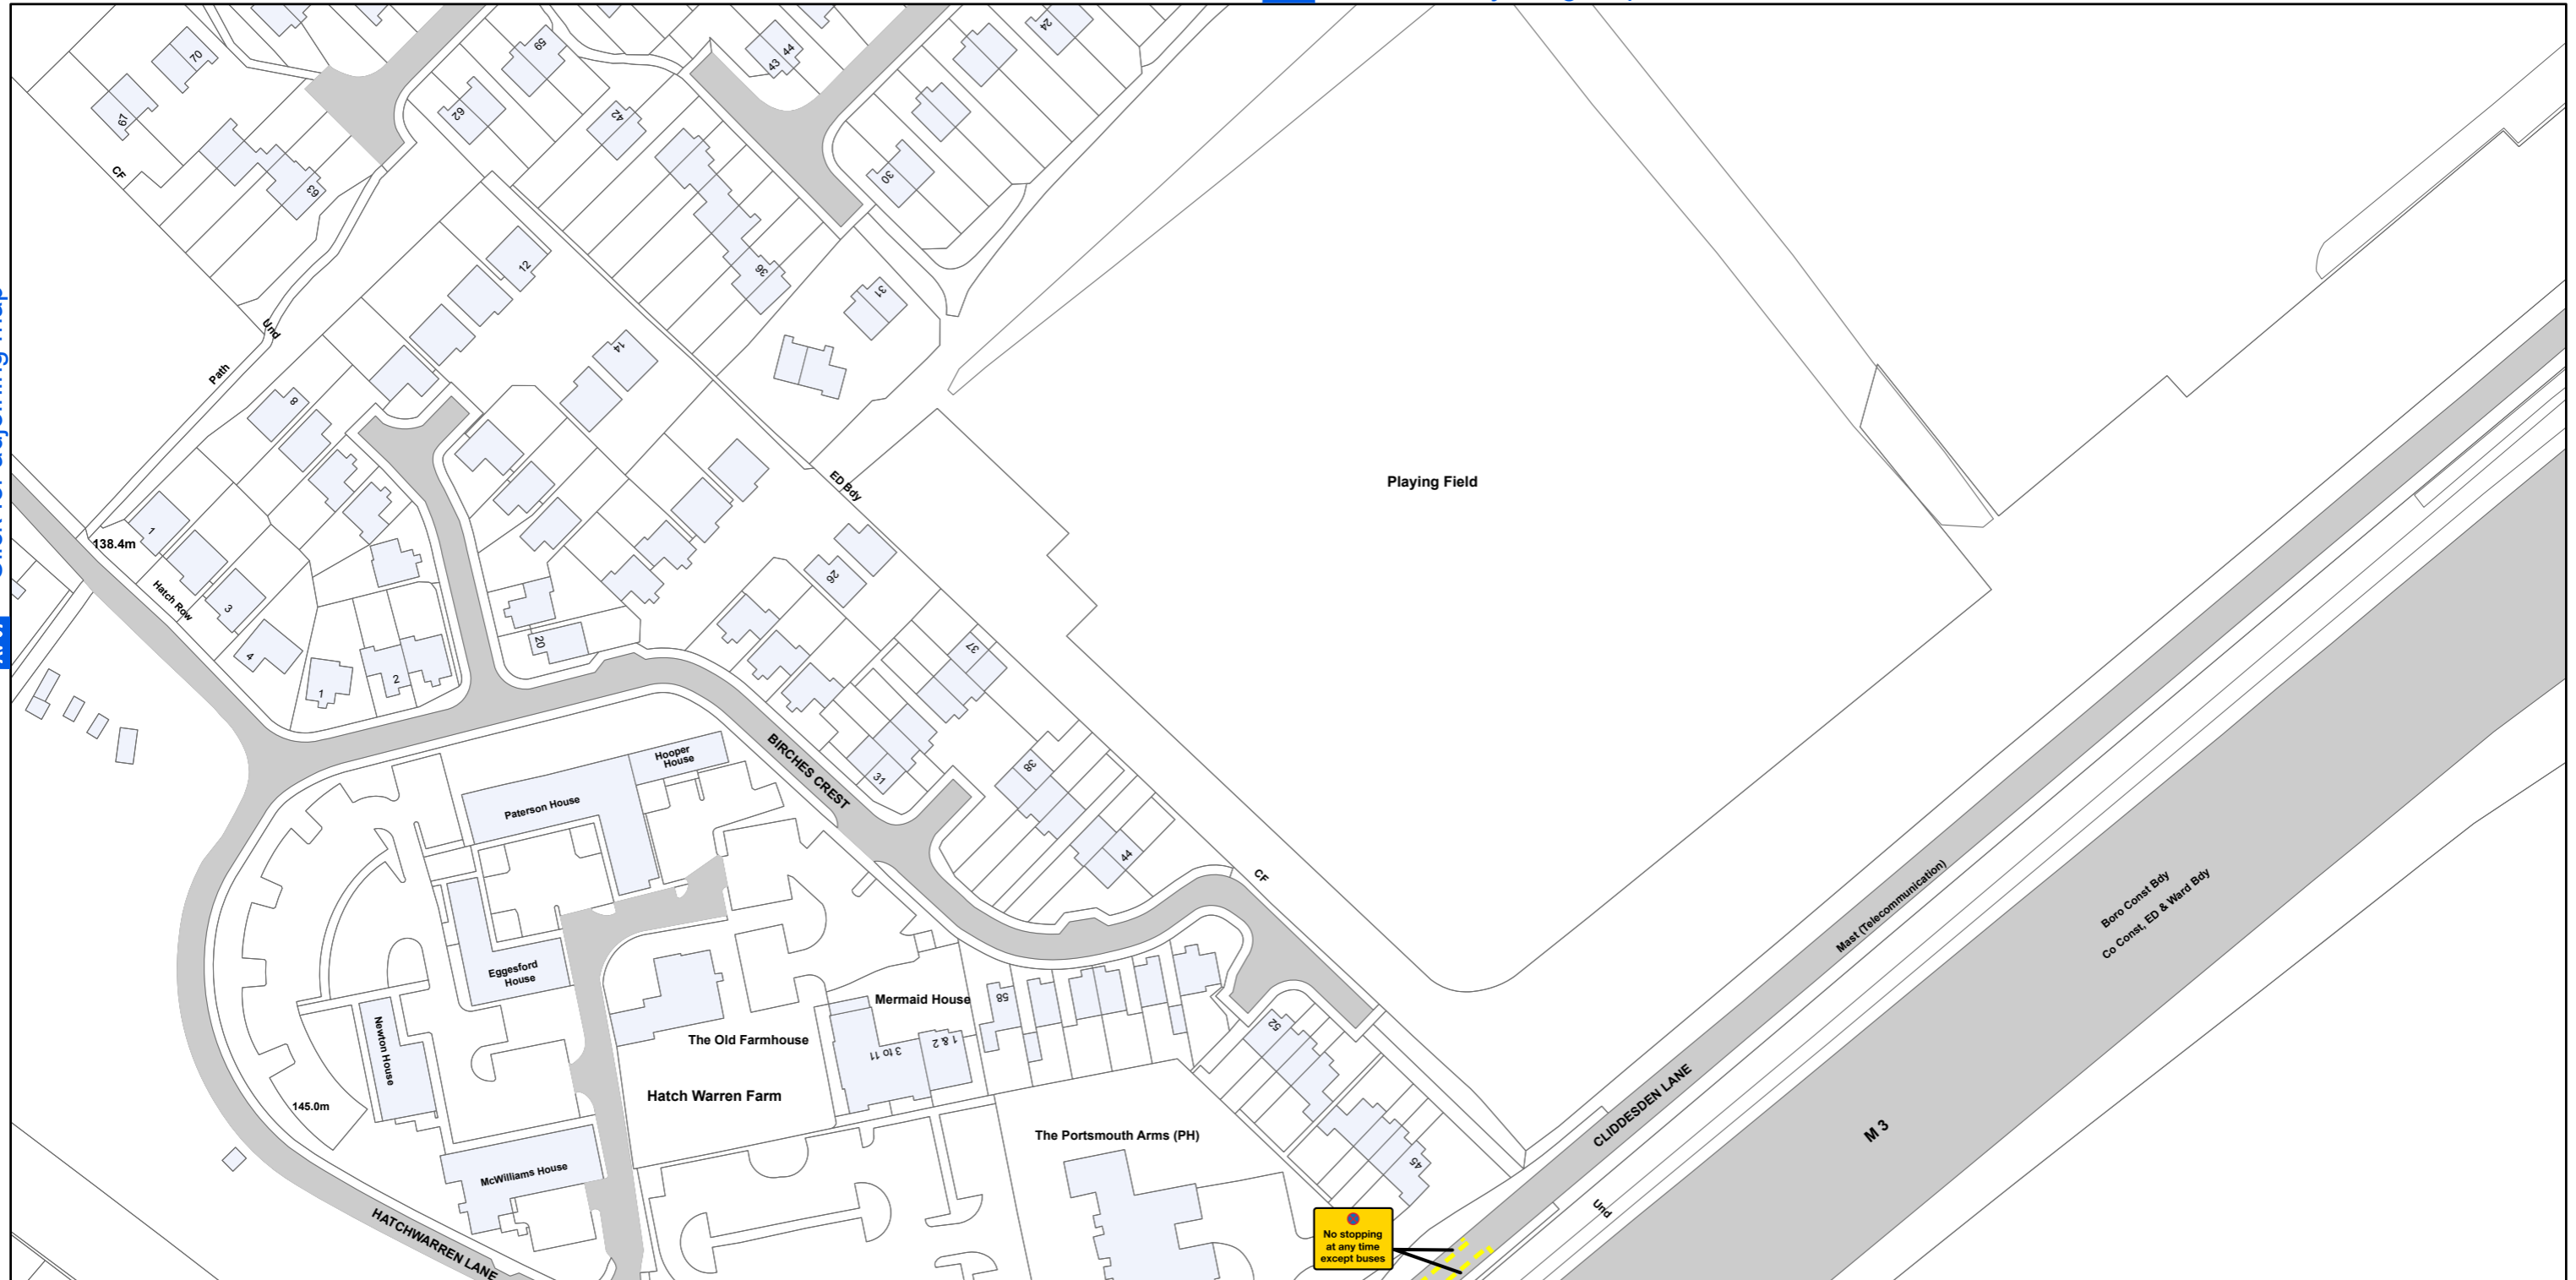 70
59
44
43
24
67
62
42
CF
63
30
12
36
31
Und
14
Path
8
ED Bdy
Playing Field
1
138.4m
26
Hatch Row
3
4
20
37
1
2
BIRCHES CREST
Hooper
House
38
31
Paterson House
44
CF
Mast (Telecommunication)
Boro Const Bdy
Co Const, ED & Ward Bdy
Eggesford
House
Mermaid House
58
52
Newton House
The Old Farmhouse
3 to 11
1 & 2
Hatch Warren Farm
145.0m
CLIDDESDEN LANE
The Portsmouth Arms (PH)
M 3
45
McWilliams House
Und
HATCHWARREN LANE
No stopping
at any time
except buses